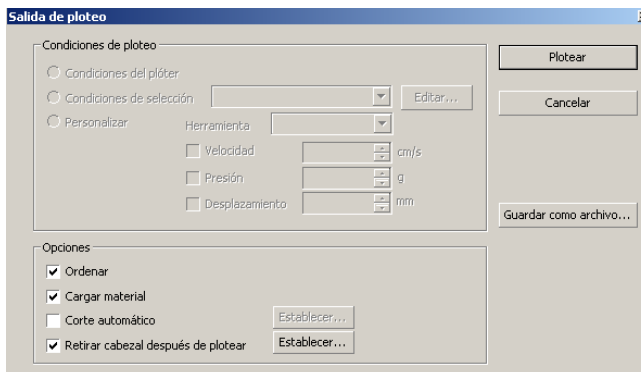 Salida de ploteo
Condiciones de ploteo
Plotear
Condiciones del plóter
Condiciones de selección
Editar...
Cancelar
Personalizar
Herramienta
Velocidad
cm/s
Presión
g
Desplazamiento
mm
Guardar como archivo...
Opciones
Ordenar
Cargar material
Corte automático
Establecer...
Retirar cabezal después de plotear
Establecer...